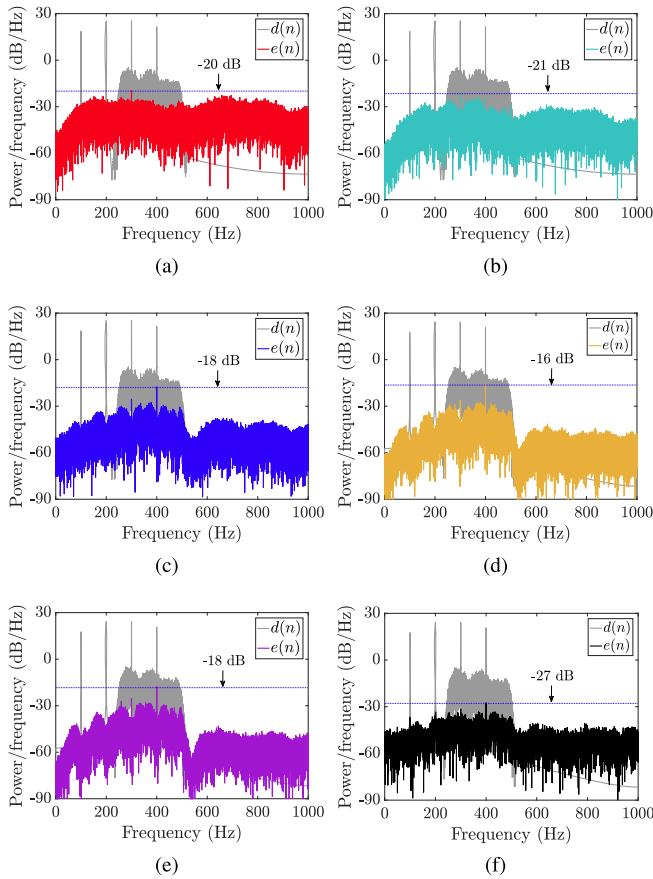 30
0
-30
-60
-90
Power/frequency (dB/Hz)
0 200 400 600 800 1000
Frequency (Hz)
d(n)
e(n)
-20 dB
(a)
30
0
-30
-60
-90
Power/frequency (dB/Hz)
0 200 400 600 800 1000
Frequency (Hz)
d(n)
e(n)
-21 dB
(b)
30
0
-30
-60
-90
Power/frequency (dB/Hz)
0 200 400 600 800 1000
Frequency (Hz)
d(n)
e(n)
-18 dB
(c)
30
0
-30
-60
-90
Power/frequency (dB/Hz)
0 200 400 600 800 1000
Frequency (Hz)
d(n)
e(n)
-16 dB
(d)
30
0
-30
-60
-90
Power/frequency (dB/Hz)
0 200 400 600 800 1000
Frequency (Hz)
d(n)
e(n)
-18 dB
(e)
30
0
-30
-60
-90
Power/frequency (dB/Hz)
0 200 400 600 800 1000
Frequency (Hz)
d(n)
e(n)
-27 dB
(f)